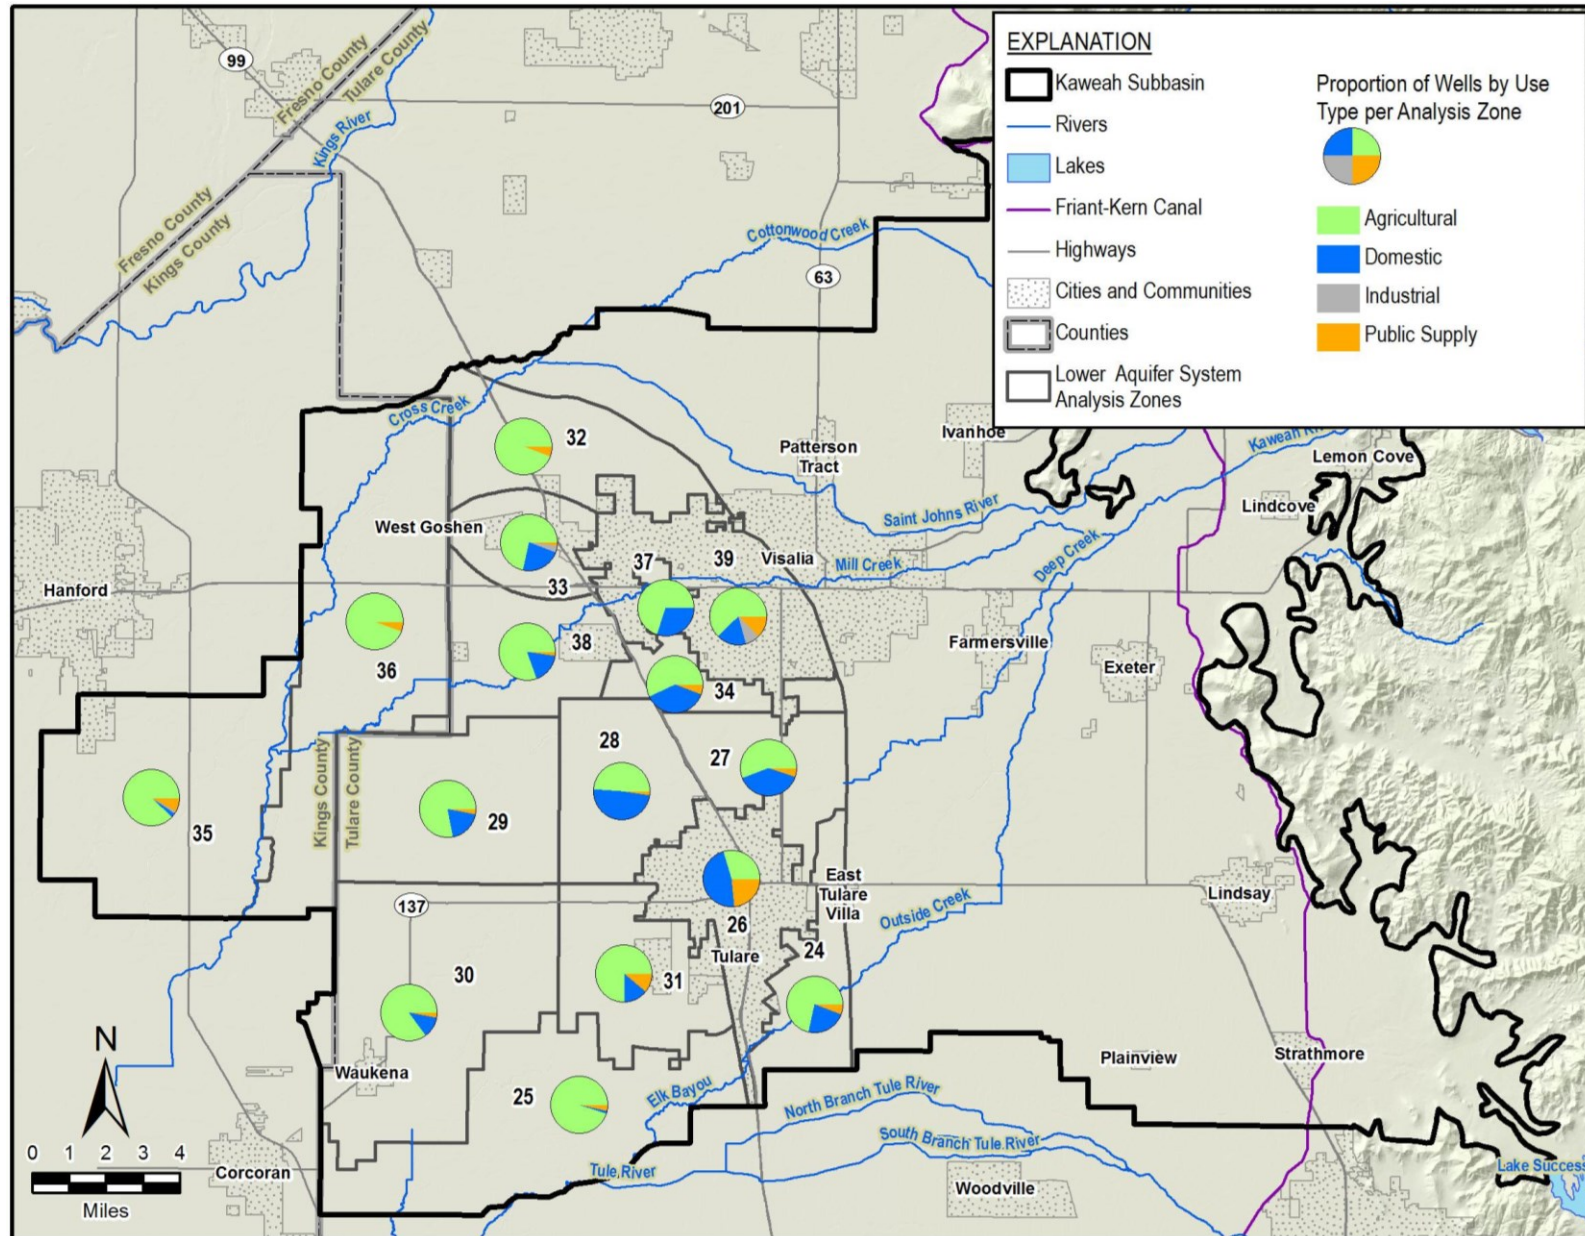 EXPLANATION
Kaweah Subbasin
Rivers
Lakes
Friant-Kern Canal
Highways
Cities and Communities
Counties
Lower Aquifer System
Analysis Zones
Proportion of Wells by Use
Type per Analysis Zone
Agricultural
Domestic
Industrial
Public Supply
99
Fresno County
Tulare County
Kings River
201
Fresno County
Kings County
Cottonwood Creek
63
Cross Creek
32
Patterson
Tract
Ivanhoe
Lemon Cove
Lindcove
West Goshen
Saint Johns River
37
39
Visalia
Mill Creek
Deep Creek
Hanford
33
38
36
34
Farmersville
Exeter
28
27
Kings County
Tulare County
35
29
East
Tulare
Villa
Lindsay
137
26
Tulare
Outside Creek
24
30
31
N
Waukena
Plainview
Strathmore
25
Elk Bayou
North Branch Tule River
South Branch Tule River
Tule River
Corcoran
Woodville
Lake Success
0 1 2 3 4
Miles